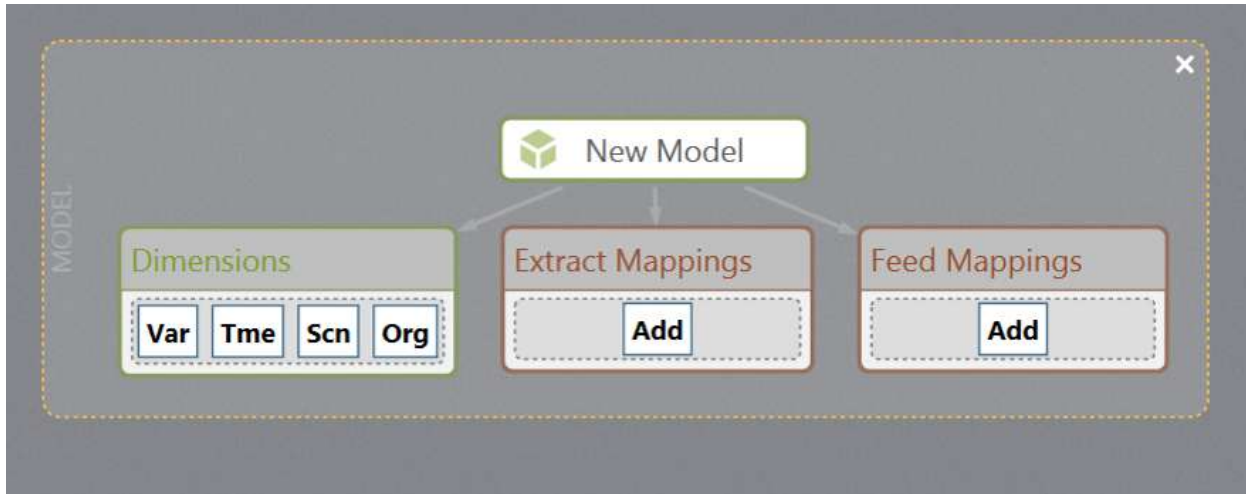 New Model
MODEL
Dimensions
Var Tme Scn Org
Extract Mappings
Add
Feed Mappings
Add